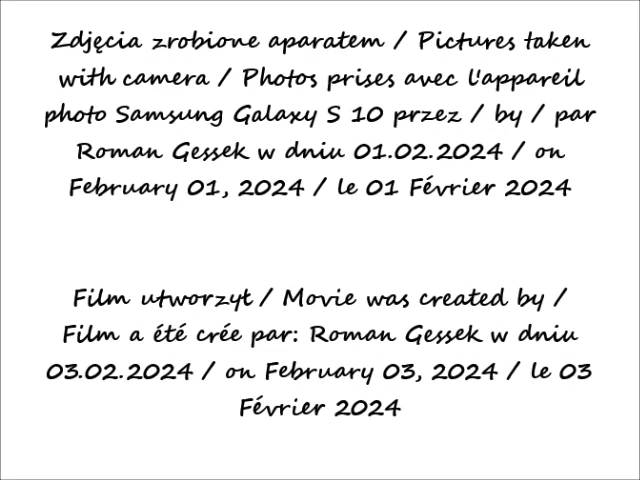 Zdjęcia zrobione aparatem / Pictures taken
with camera / Photos prises avec l'appareil
photo Samsung Galaxy S 10 przez / by / par
Roman Gessek w dniu 01.02.2024 / on
February 01, 2024 / le 01 Février 2024
Film utworzył / Movie was created by /
Film a été crée par: Roman Gessek w dniu
03.02.2024 / on February 03, 2024 / le 03
Février 2024